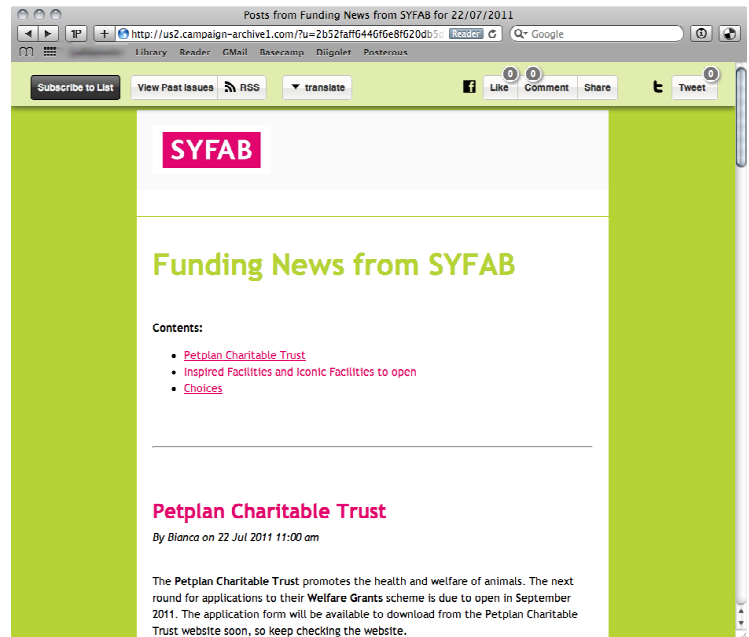 Posts from Funding News from SYFAB for 22/07/2011
1P + http://us2.campaign-archive1.com/?u=2b52faff6446f6e8f620db5d Reader Google
Library Reader GMail Basecamp Diigolet Posterous
0 0 0
Subscribe to List View Past Issues RSS translate Like Comment Share Tweet
SYFAB
Funding News from SYFAB
Contents:
• Petplan Charitable Trust
• Inspired Facilities and Iconic Facilities to open
• Choices
Petplan Charitable Trust
By Bianca on 22 Jul 2011 11:00 am
The Petplan Charitable Trust promotes the health and welfare of animals. The next
round for applications to their Welfare Grants scheme is due to open in September
2011. The application form will be available to download from the Petplan Charitable
Trust website soon, so keep checking the website.